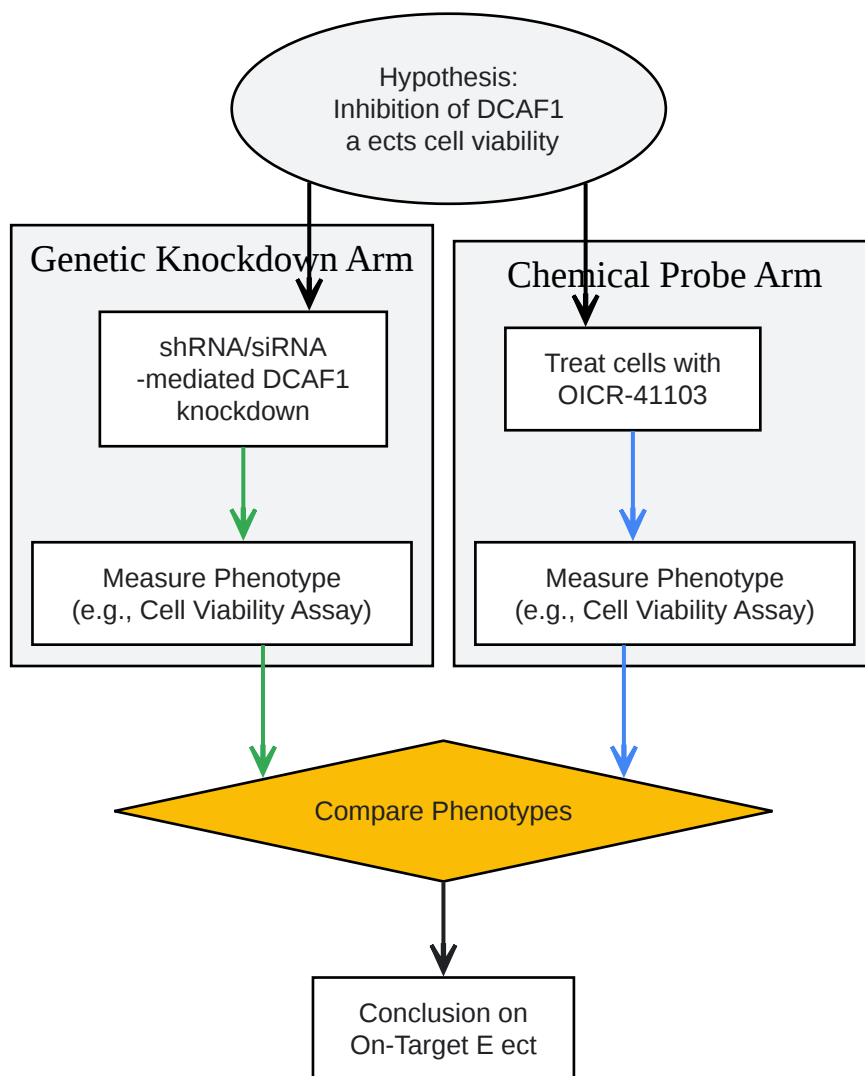 Hypothesis:
Inhibition of DCAF1
a ects cell viability
Genetic Knockdown Arm
Chemical Probe Arm
shRNA/siRNA
-mediated DCAF1
knockdown
Treat cells with
OICR-41103
Measure Phenotype
(e.g., Cell Viability Assay)
Measure Phenotype
(e.g., Cell Viability Assay)
Compare Phenotypes
Conclusion on
On-Target E ect